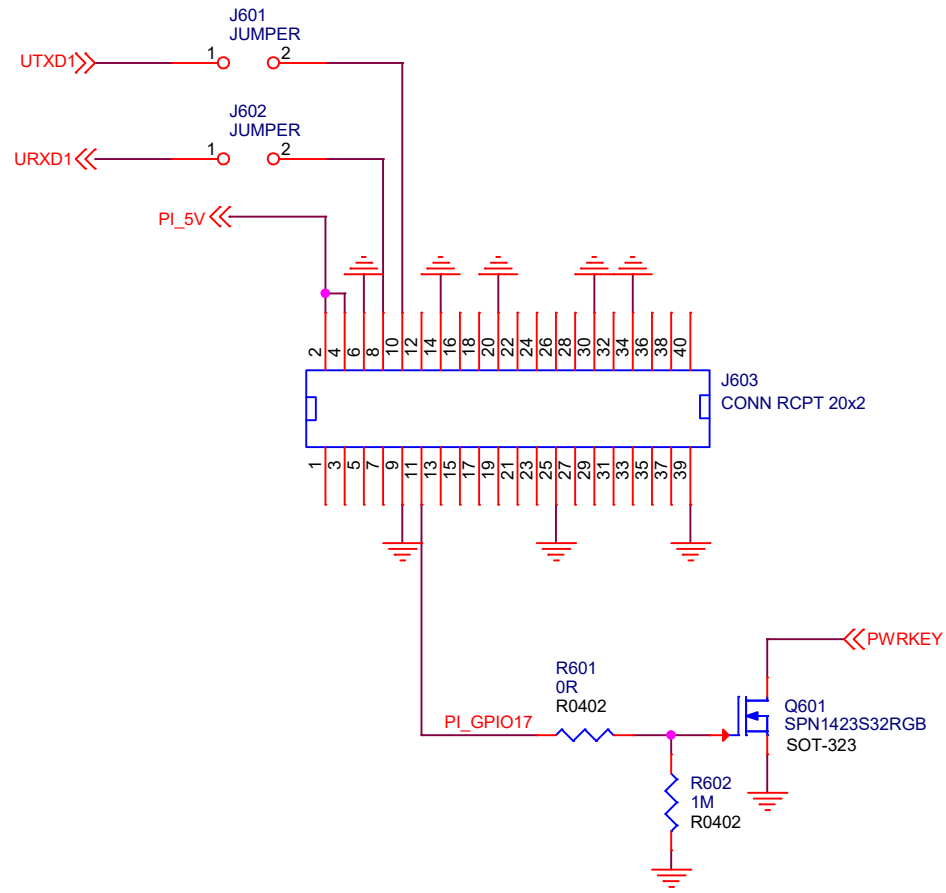 J601
JUMPER
UTXD1
1
2
J602
JUMPER
URXD1
1
2
PI_5V
2 4 6 8 10 12 14 16 18 20 22 24 26 28 30 32 34 36 38 40
J603
CONN RCPT 20x2
1 3 5 7 9 11 13 15 17 19 21 23 25 27 29 31 33 35 37 39
PWRKEY
R601
0R
R0402
PI_GPIO17
Q601
SPN1423S32RGB
SOT-323
R602
1M
R0402